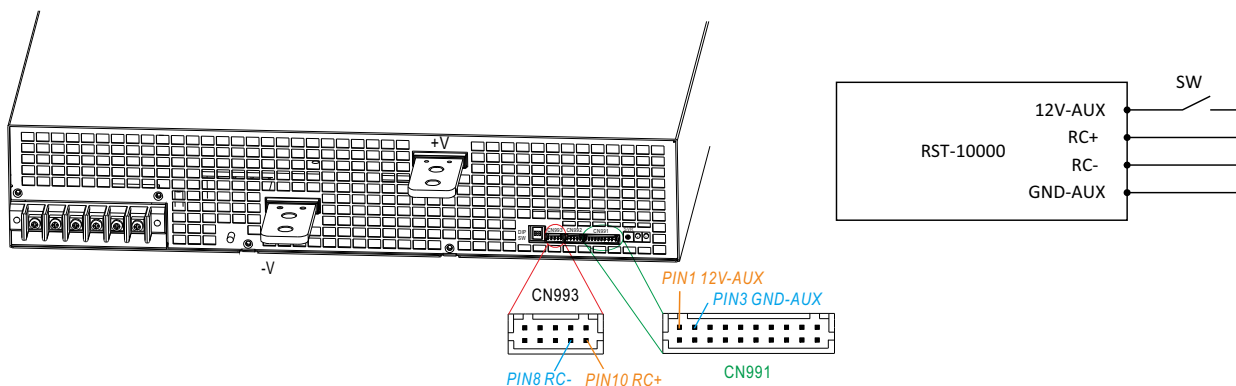 +V
-V
DIP
SW
CN993
CN992
CN991
CN993
PIN8 RC-
PIN10 RC+
PIN1 12V-AUX
PIN3 GND-AUX
CN991
SW
RST-10000
12V-AUX
RC+
RC-
GND-AUX